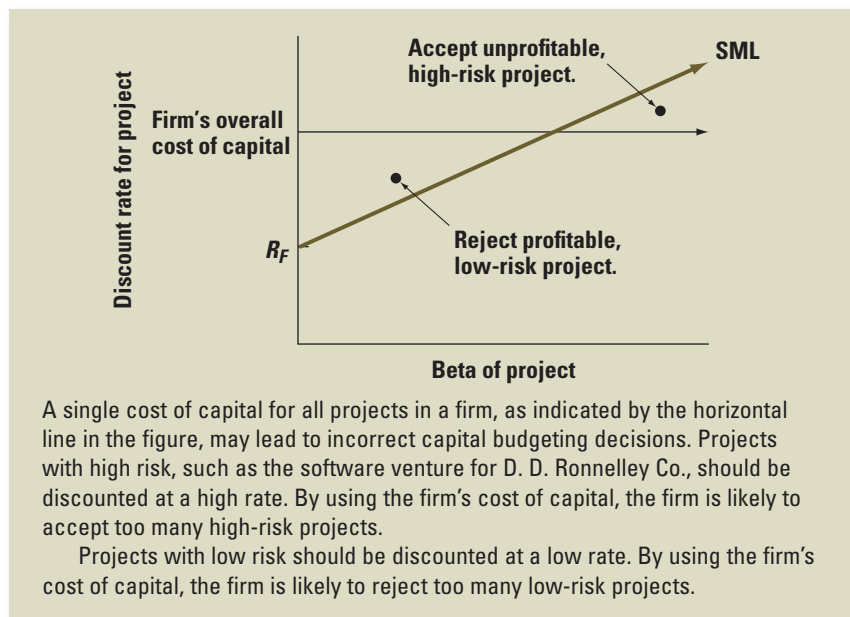 Accept unprofitable,
high-risk project.
SML
Discount rate for project
Firm's overall
cost of capital
Reject profitable,
low-risk project.
R_F
Beta of project
A single cost of capital for all projects in a firm, as indicated by the horizontal
line in the figure, may lead to incorrect capital budgeting decisions. Projects
with high risk, such as the software venture for D. D. Ronnelley Co., should be
discounted at a high rate. By using the firm's cost of capital, the firm is likely to
accept too many high-risk projects.
Projects with low risk should be discounted at a low rate. By using the firm's
cost of capital, the firm is likely to reject too many low-risk projects.